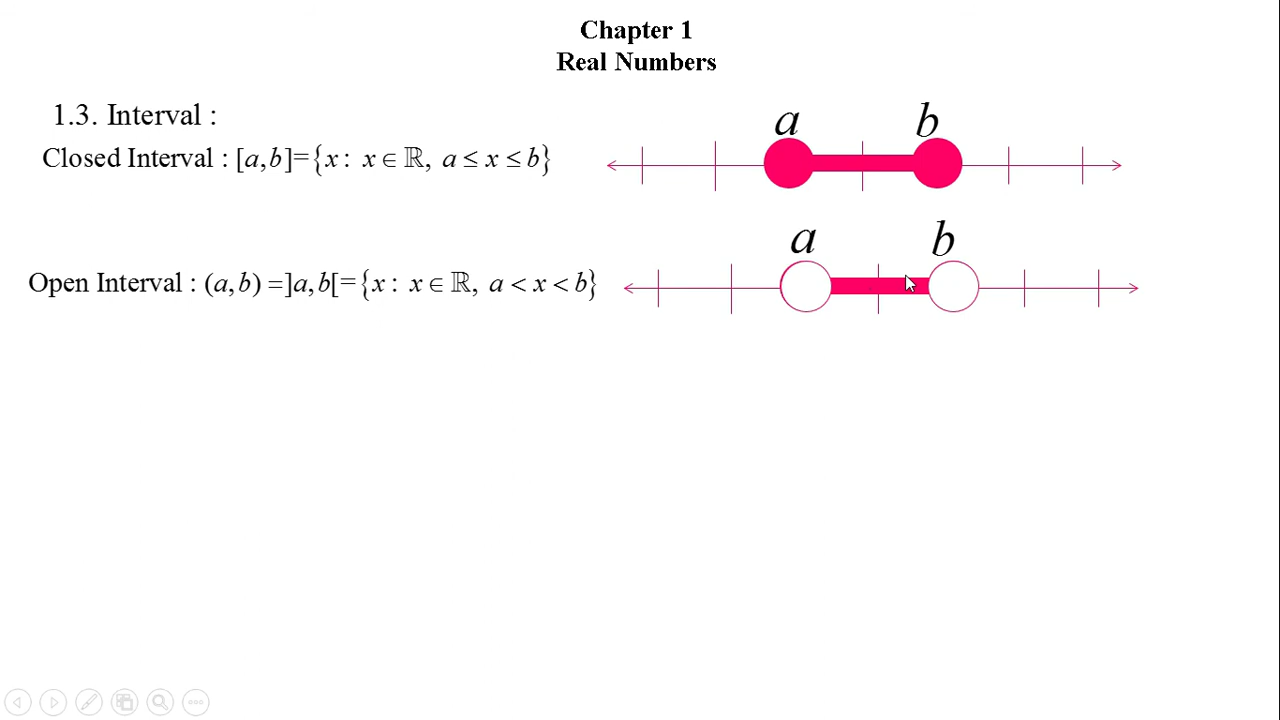 Chapter 1
Real Numbers
1.3. Interval :
a b
Closed Interval : [a,b]={x : x ∈ ℝ, a ≤ x ≤ b}
a b
Open Interval : (a,b) =]a,b[={x : x ∈ ℝ, a < x < b}